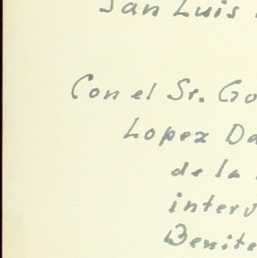 San Luis
Con el Sr. Go
Lopez Da
de la
interv
Benite